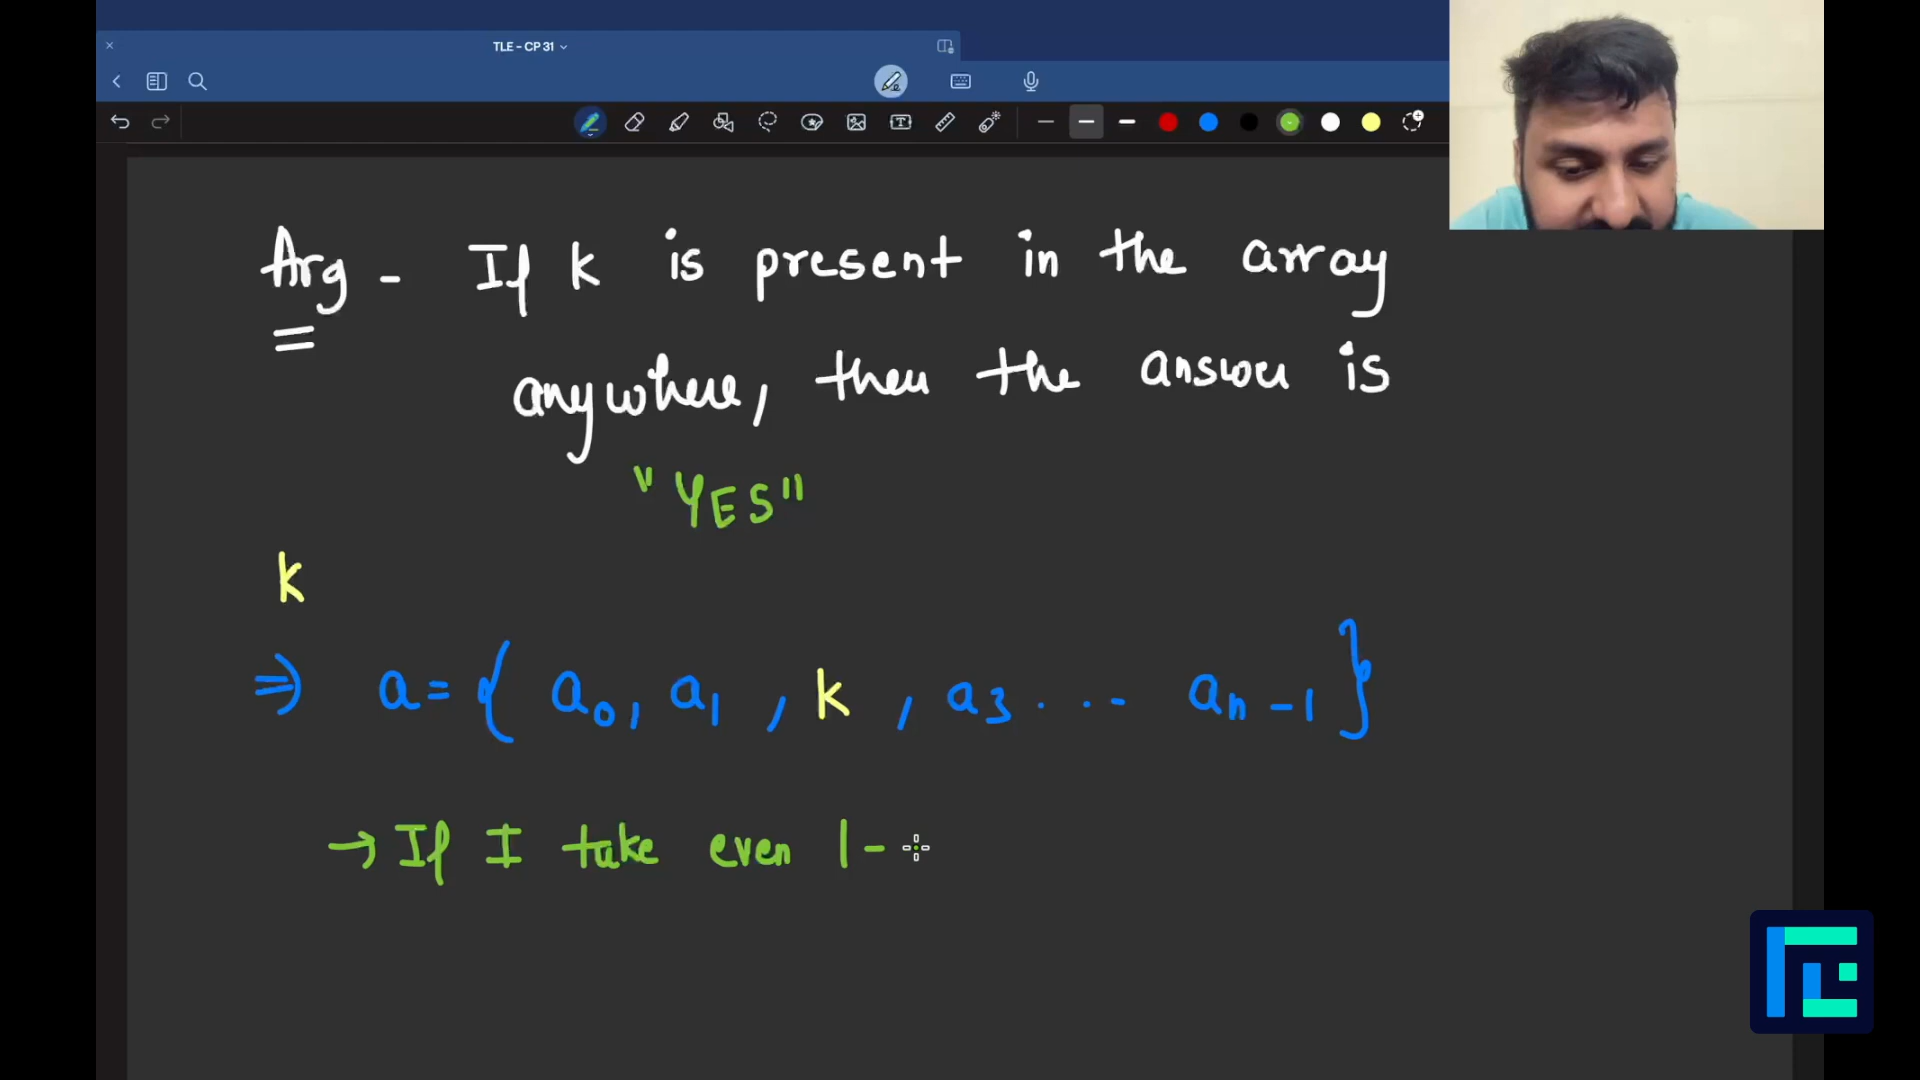 TLE - CP 31
Arg - If k is present in the array
anywhere, then the answer is
"YES"
k
⇒ a = { a0, a1 , k , a3 . . . . an-1 }
→ If I take even 1 -